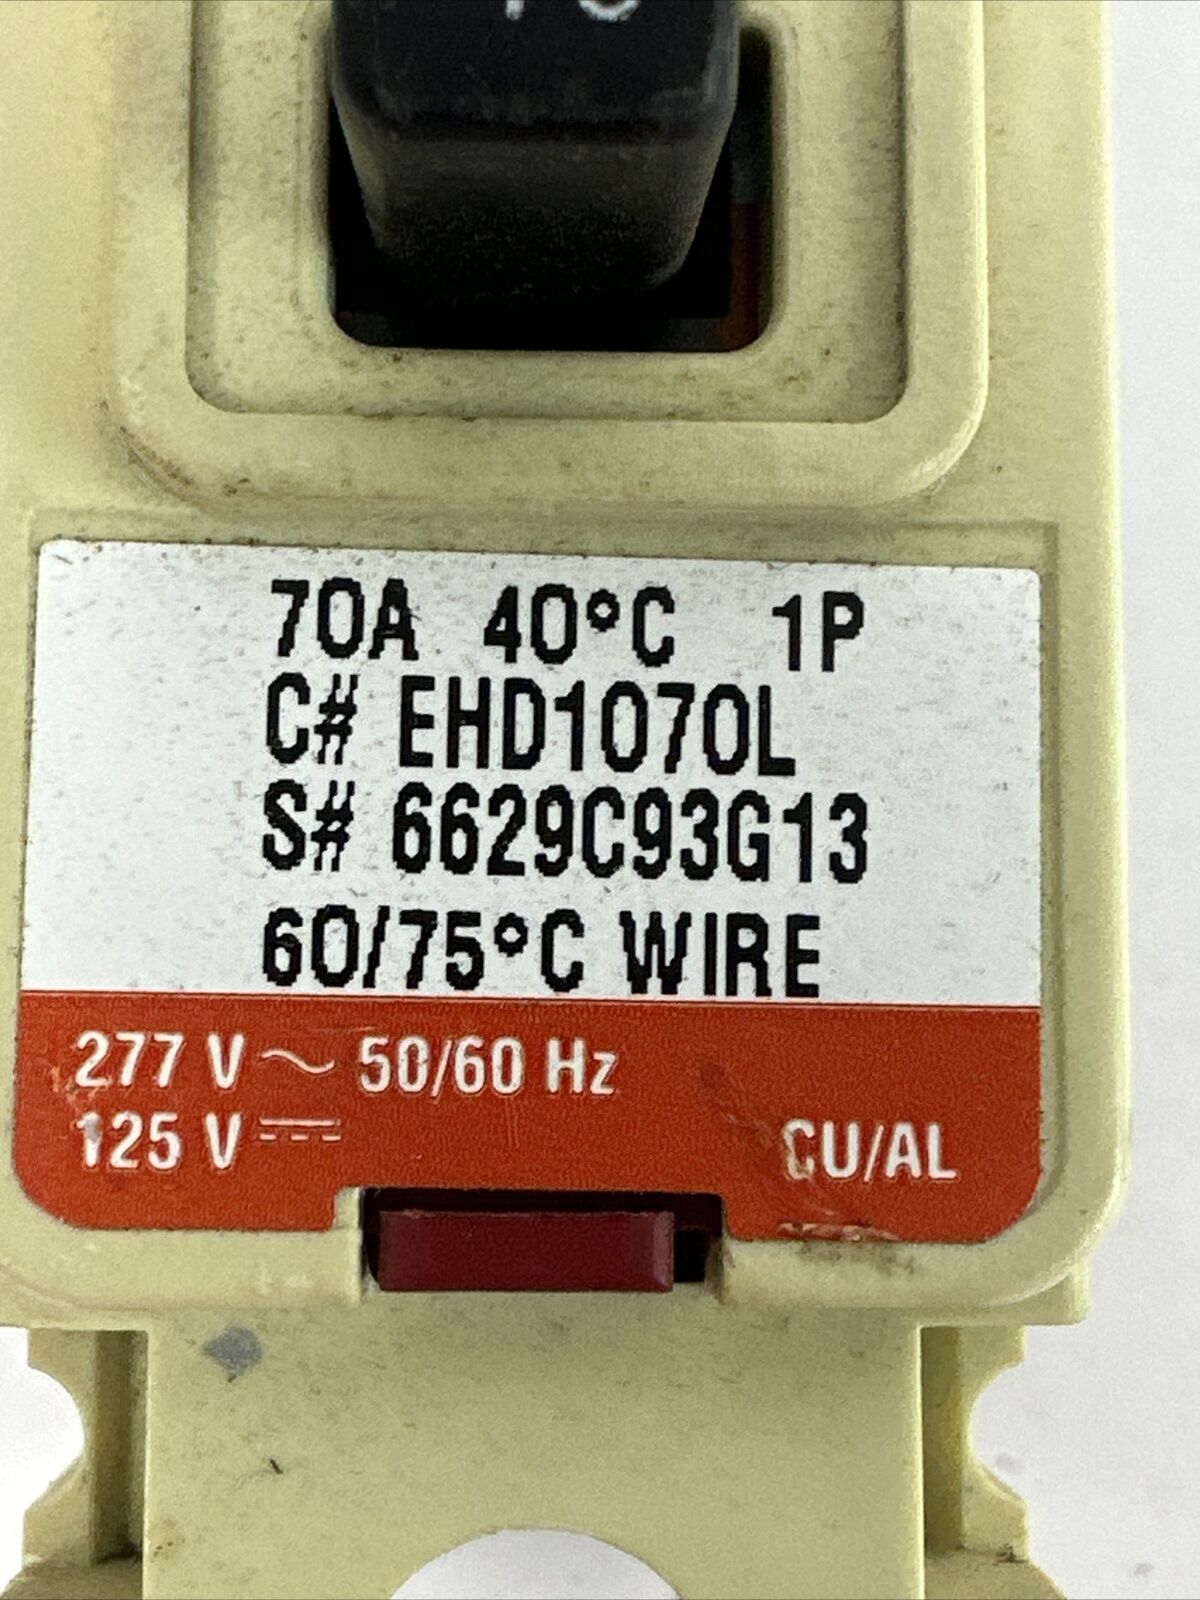 70A 40°C 1P
C# EHD1070L
S# 6629C93G13
60/75°C WIRE
277 V ~ 50/60 Hz
125 V ⎓
CU/AL